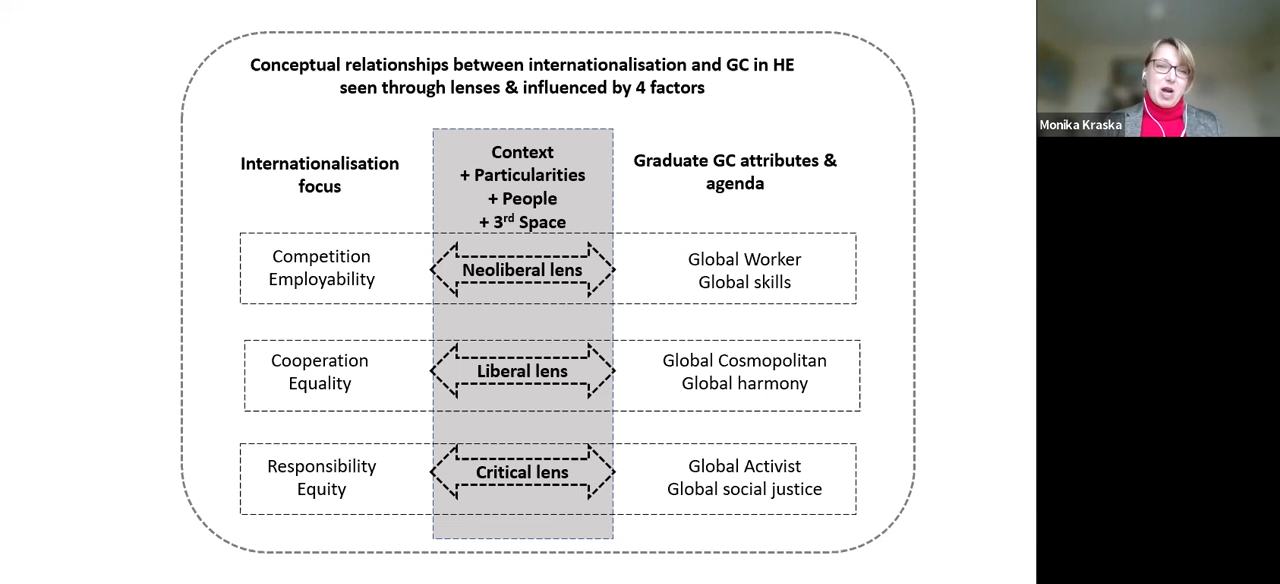 Conceptual relationships between internationalisation and GC in HE
seen through lenses & influenced by 4 factors
Internationalisation
focus
Context
+ Particularities
+ People
+ 3rd Space
Graduate GC attributes &
agenda
Competition
Employability
Neoliberal lens
Global Worker
Global skills
Cooperation
Equality
Liberal lens
Global Cosmopolitan
Global harmony
Responsibility
Equity
Critical lens
Global Activist
Global social justice
Monika Kraska